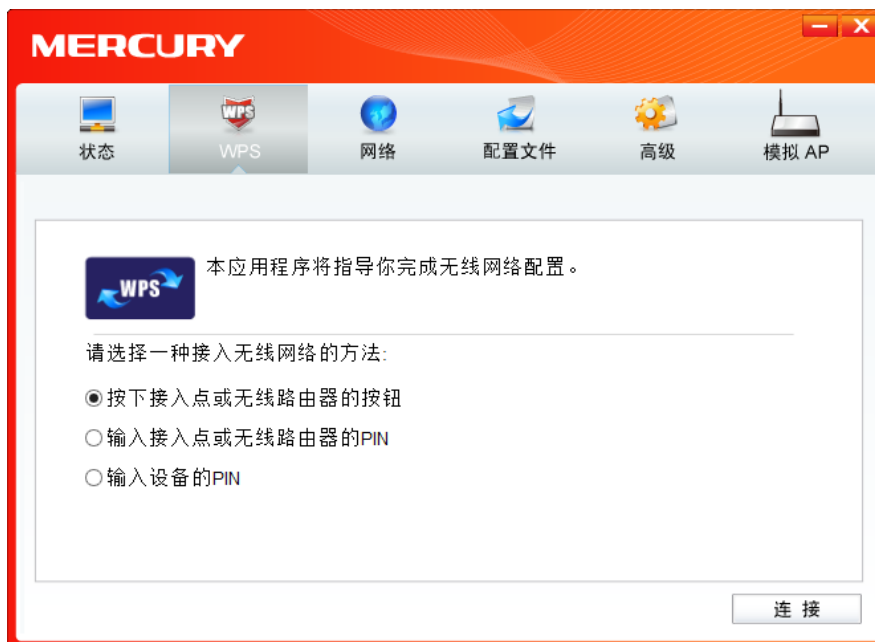 MERCURY
WPS
状态 WPS 网络 配置文件 高级 模拟 AP
WPS 本应用程序将指导你完成无线网络配置。
请选择一种接入无线网络的方法:
按下接入点或无线路由器的按钮
输入接入点或无线路由器的PIN
输入设备的PIN
连 接